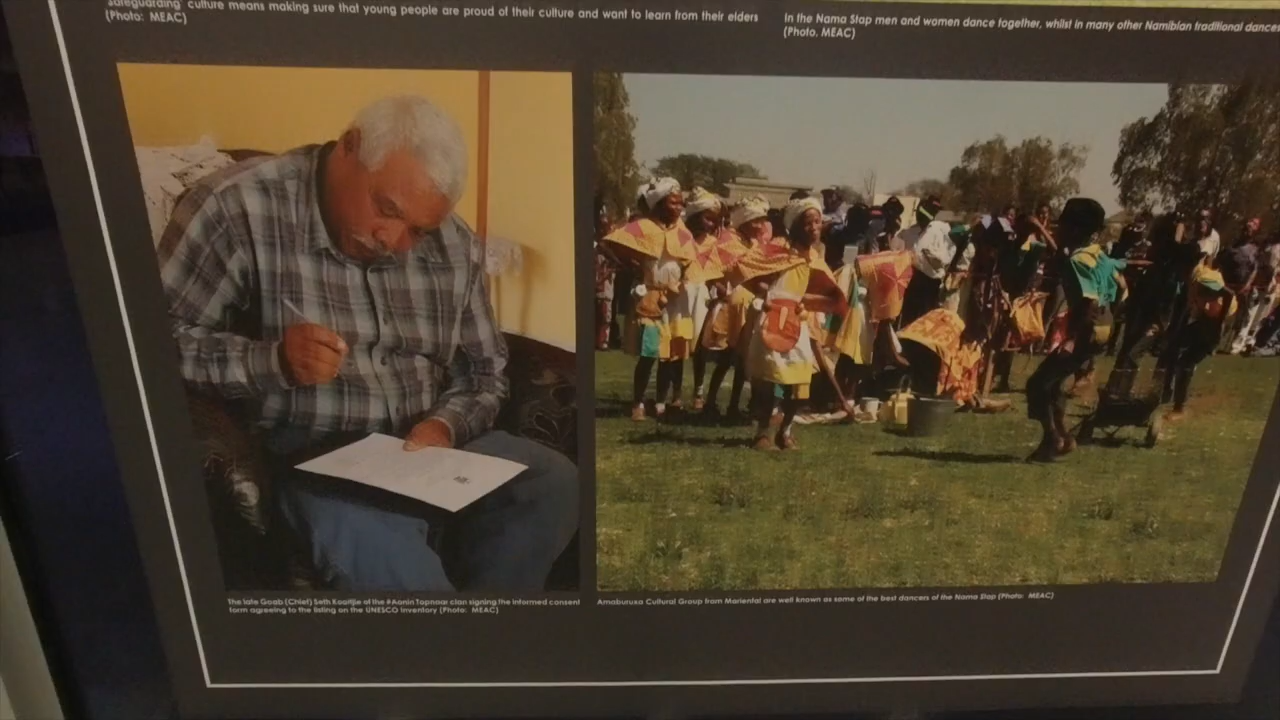 safeguarding' culture means making sure that young people are proud of their culture and want to learn from their elders
(Photo: MEAC)
In the Nama Stap men and women dance together, whilst in many other Namibian traditional dances
(Photo. MEAC)
The late Goab (Chief) Seth Kooitjie of the ǂAonin Topnaar clan signing the informed consent
form agreeing to the listing on the UNESCO Inventory (Photo: MEAC)
Amaburuxa Cultural Group from Mariental are well known as some of the best dancers of the Nama Stap (Photo: MEAC)